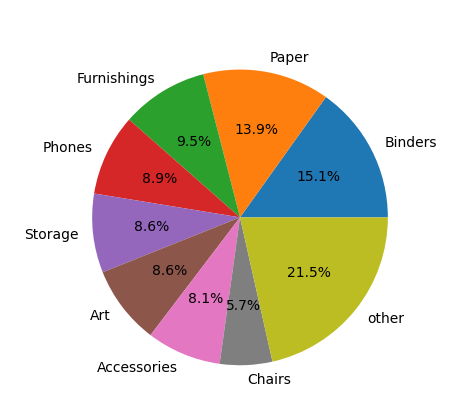 Paper
Furnishings
13.9%
Binders
9.5%
Phones
8.9%
15.1%
Storage
8.6%
8.6%
21.5%
Art
8.1%
5.7%
other
Accessories
Chairs